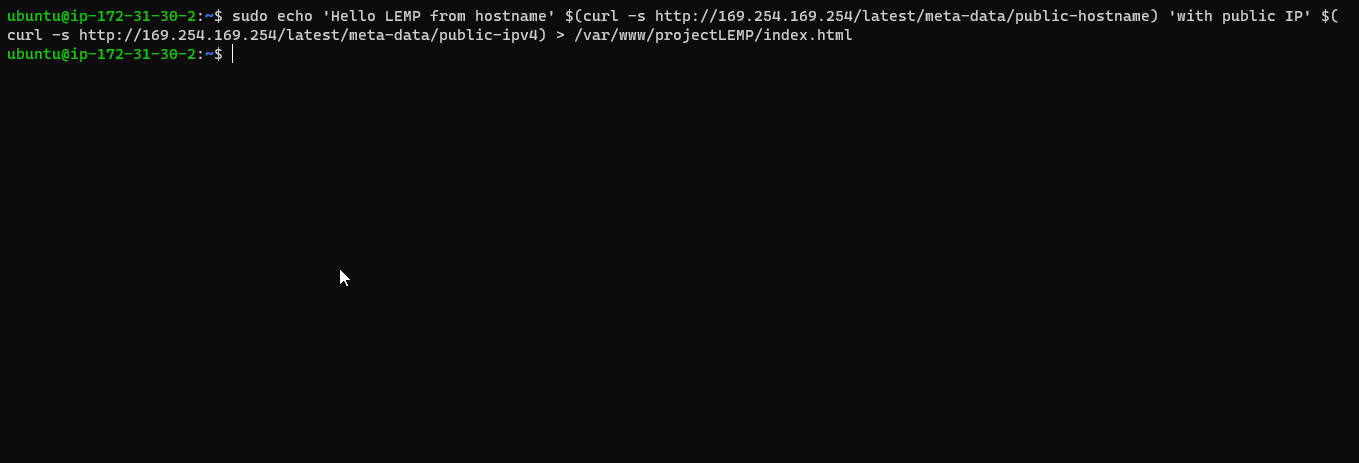 ubuntu@ip-172-31-30-2:~$ sudo echo 'Hello LEMP from hostname' $(curl -s http://169.254.169.254/latest/meta-data/public-hostname) 'with public IP' $(
curl -s http://169.254.169.254/latest/meta-data/public-ipv4) > /var/www/projectLEMP/index.html
ubuntu@ip-172-31-30-2:~$